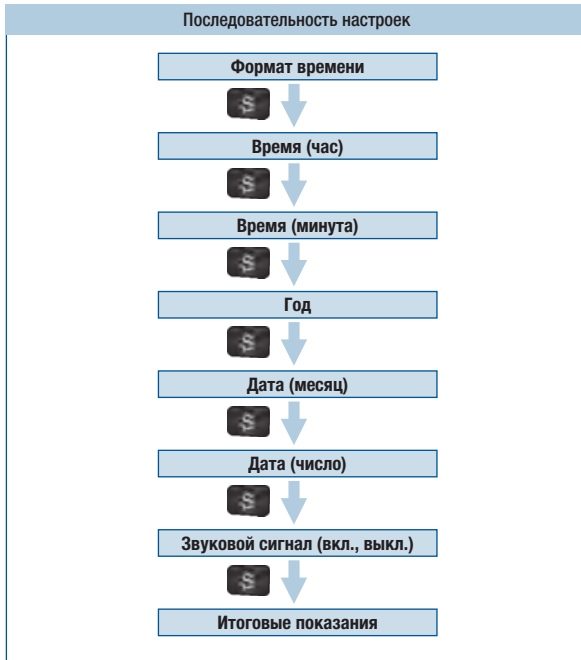 Последовательность настроек
Формат времени
S
Время (час)
S
Время (минута)
S
Год
S
Дата (месяц)
S
Дата (число)
S
Звуковой сигнал (вкл., выкл.)
S
Итоговые показания